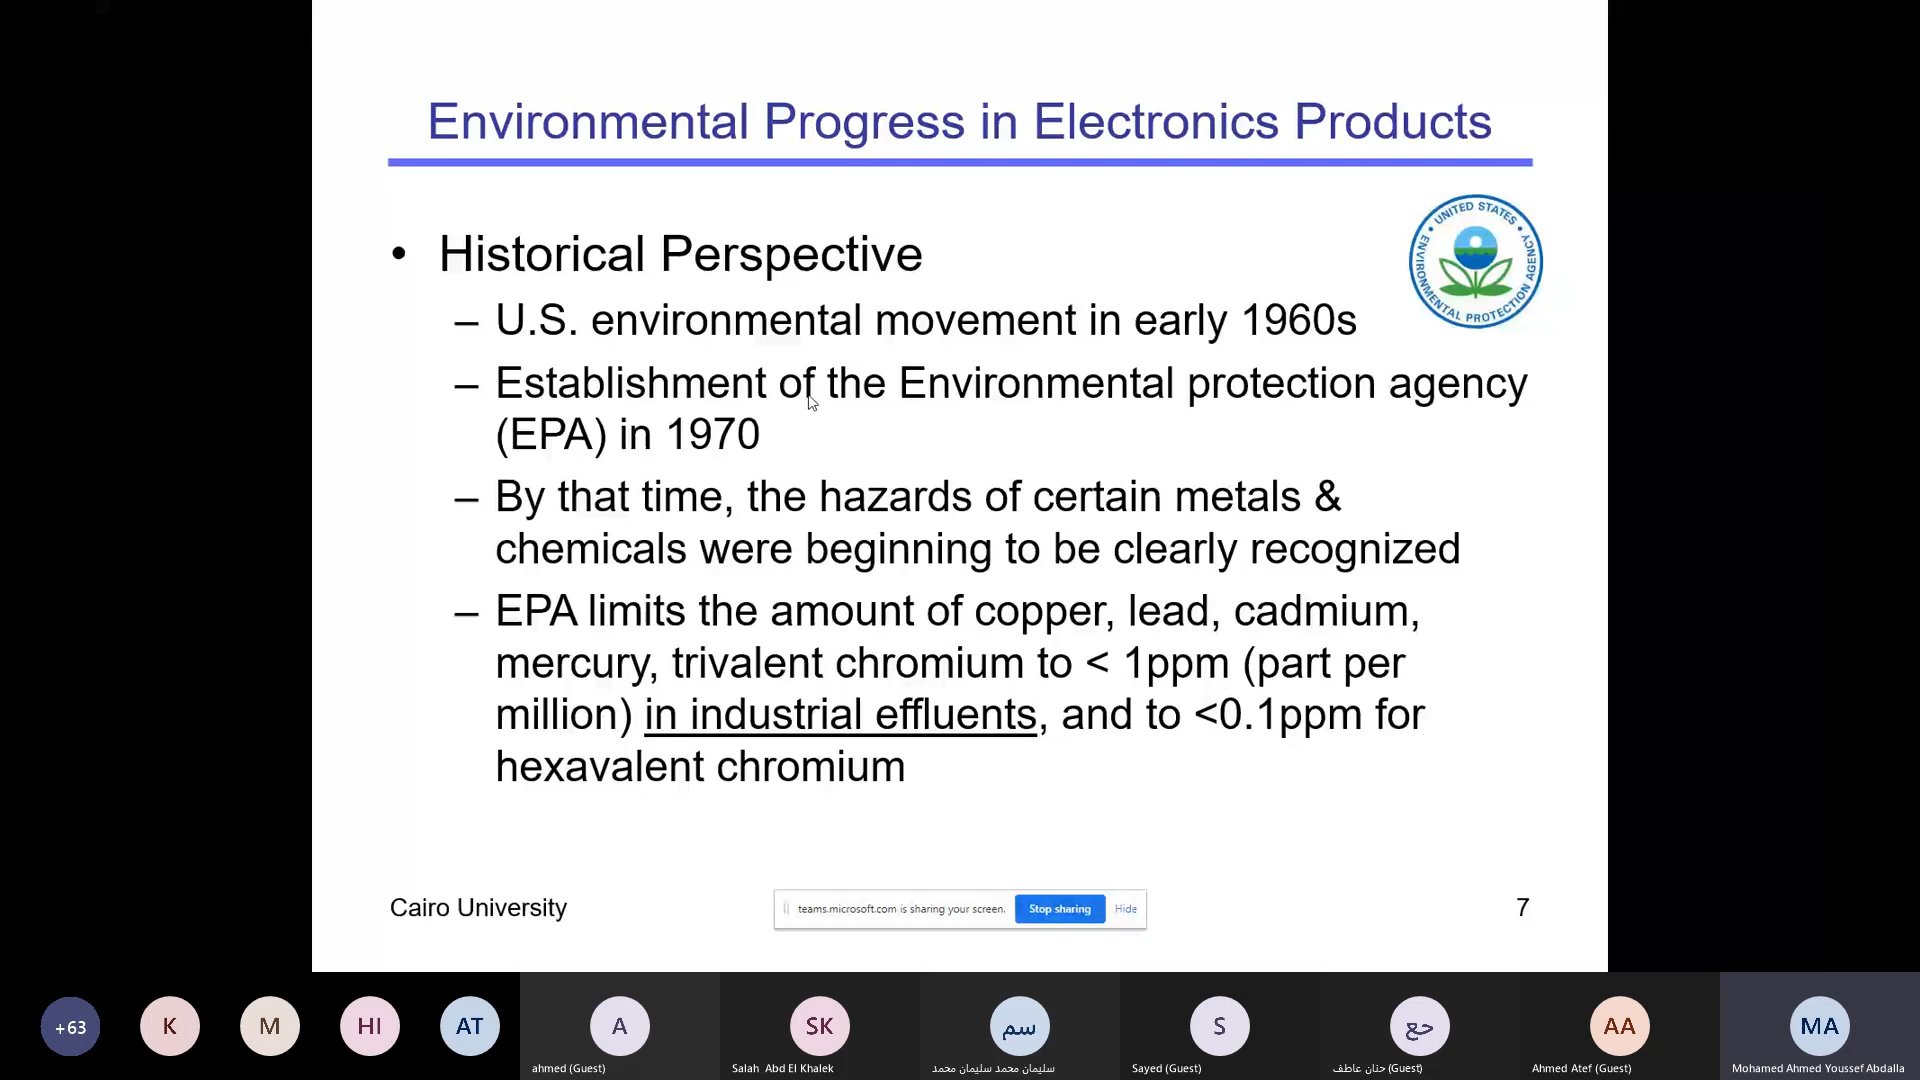 Environmental Progress in Electronics Products
UNITED STATES
ENVIRONMENTAL PROTECTION AGENCY
• Historical Perspective
– U.S. environmental movement in early 1960s
– Establishment of the Environmental protection agency
(EPA) in 1970
– By that time, the hazards of certain metals &
chemicals were beginning to be clearly recognized
– EPA limits the amount of copper, lead, cadmium,
mercury, trivalent chromium to < 1ppm (part per
million) in industrial effluents, and to <0.1ppm for
hexavalent chromium
Cairo University
teams.microsoft.com is sharing your screen.
Stop sharing
Hide
7
+63
K
M
HI
AT
A
SK
سم
S
حع
AA
MA
ahmed (Guest)
Salah Abd El Khalek
سليمان محمد سليمان محمد
Sayed (Guest)
حنان عاطف (Guest)
Ahmed Atef (Guest)
Mohamed Ahmed Youssef Abdalla